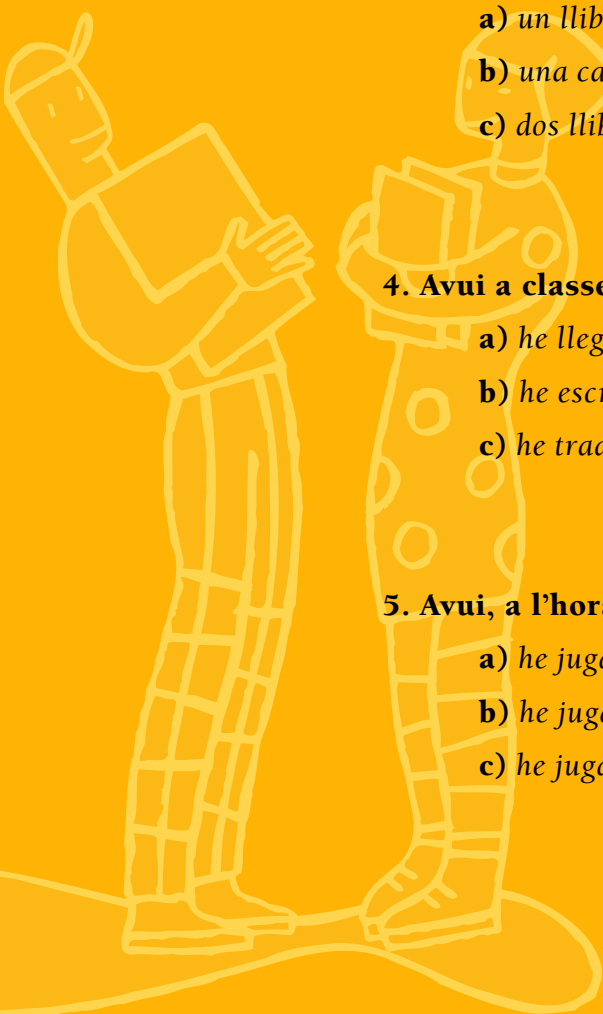 a) un llib
b) una ca
c) dos llib
4. Avui a classe
a) he lleg
b) he escr
c) he trad
5. Avui, a l'hor
a) he juga
b) he juga
c) he juga